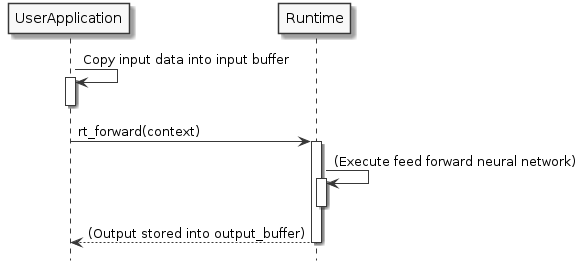 UserApplication
Runtime
Copy input data into input buffer
rt_forward(context)
(Execute feed forward neural network)
(Output stored into output_buffer)